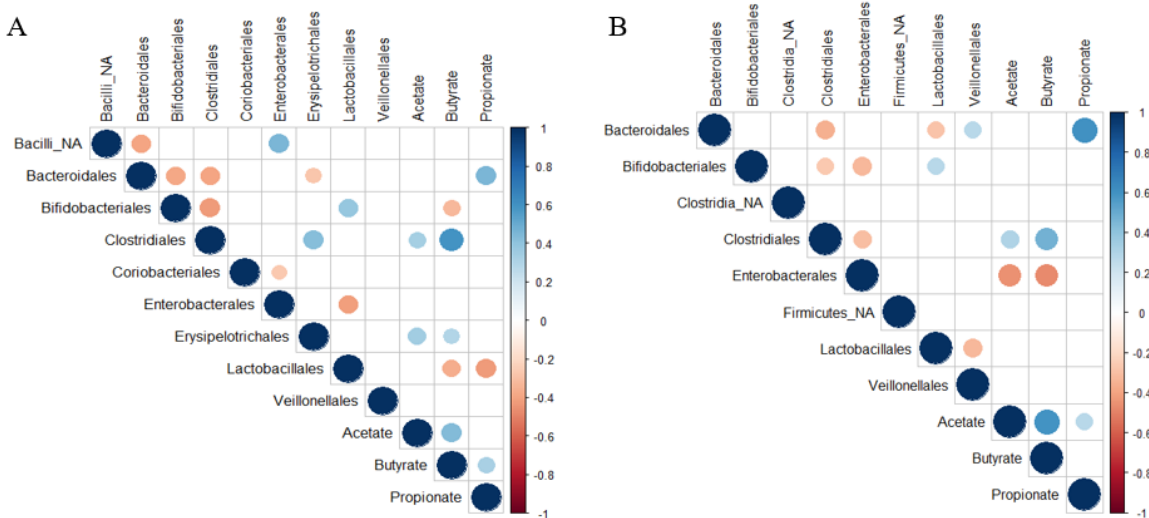 A
Bacilli_NA
Bacteroidales
Bifidobacteriales
Clostridiales
Coriobacteriales
Enterobacterales
Erysipelotrichales
Lactobacillales
Veillonellales
Acetate
Butyrate
Propionate
Bacilli_NA
Bacteroidales
Bifidobacteriales
Clostridiales
Coriobacteriales
Enterobacterales
Erysipelotrichales
Lactobacillales
Veillonellales
Acetate
Butyrate
Propionate
1
0.8
0.6
0.4
0.2
0
-0.2
-0.4
-0.6
-0.8
-1
B
Bacteroidales
Bifidobacteriales
Clostridia_NA
Clostridiales
Enterobacterales
Firmicutes_NA
Lactobacillales
Veillonellales
Acetate
Butyrate
Propionate
Bacteroidales
Bifidobacteriales
Clostridia_NA
Clostridiales
Enterobacterales
Firmicutes_NA
Lactobacillales
Veillonellales
Acetate
Butyrate
Propionate
1
0.8
0.6
0.4
0.2
0
-0.2
-0.4
-0.6
-0.8
-1